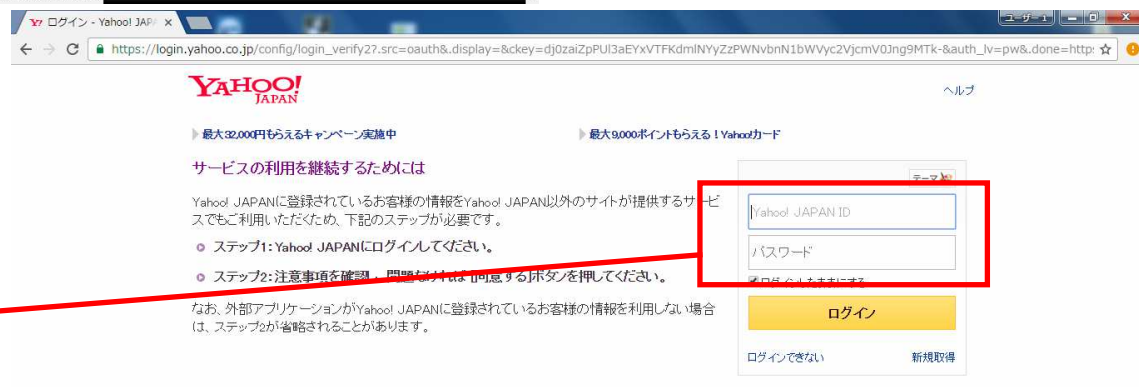 Y? ログイン - Yahoo! JAP
ユーザー 1
https://login.yahoo.co.jp/config/login_verify2?.src=oauth&.display=&ckey=dj0zaiZpPUl3aEYxVTFKdmlNYyZzPWNvbnN1bWVyc2VjcmV0Jng9MTk-&auth_lv=pw&.done=http:
YAHOO!
JAPAN
ヘルプ
最大32,000円もらえるキャンペーン実施中
最大9,000ポイントもらえる!Yahoo!カード
サービスの利用を継続するためには
テーマ
Yahoo! JAPANに登録されているお客様の情報をYahoo! JAPAN以外のサイトが提供するサービ
スでもご利用いただくため、下記のステップが必要です。
ステップ1:Yahoo! JAPANにログインしてください。
ステップ2:注意事項を確認し、問題なければ「同意する」ボタンを押してください。
なお、外部アプリケーションがYahoo! JAPANに登録されているお客様の情報を利用しない場合
は、ステップ2が省略されることがあります。
Yahoo! JAPAN ID
パスワード
ログインしたままにする
ログイン
ログインできない
新規取得